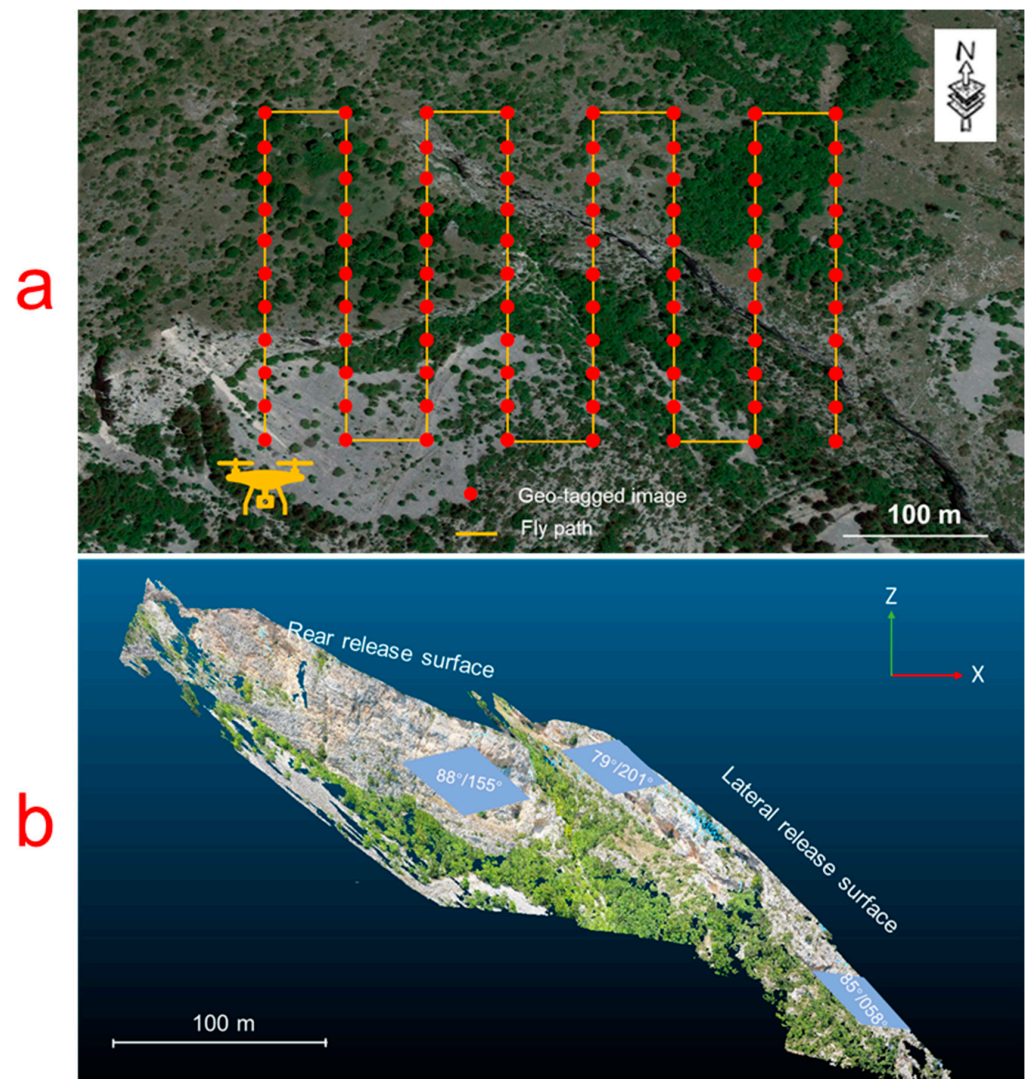 a
N
Geo-tagged image
Fly path
100 m
b
Z
X
Rear release surface
88°/155°
79°/201°
Lateral release surface
85°/058°
100 m